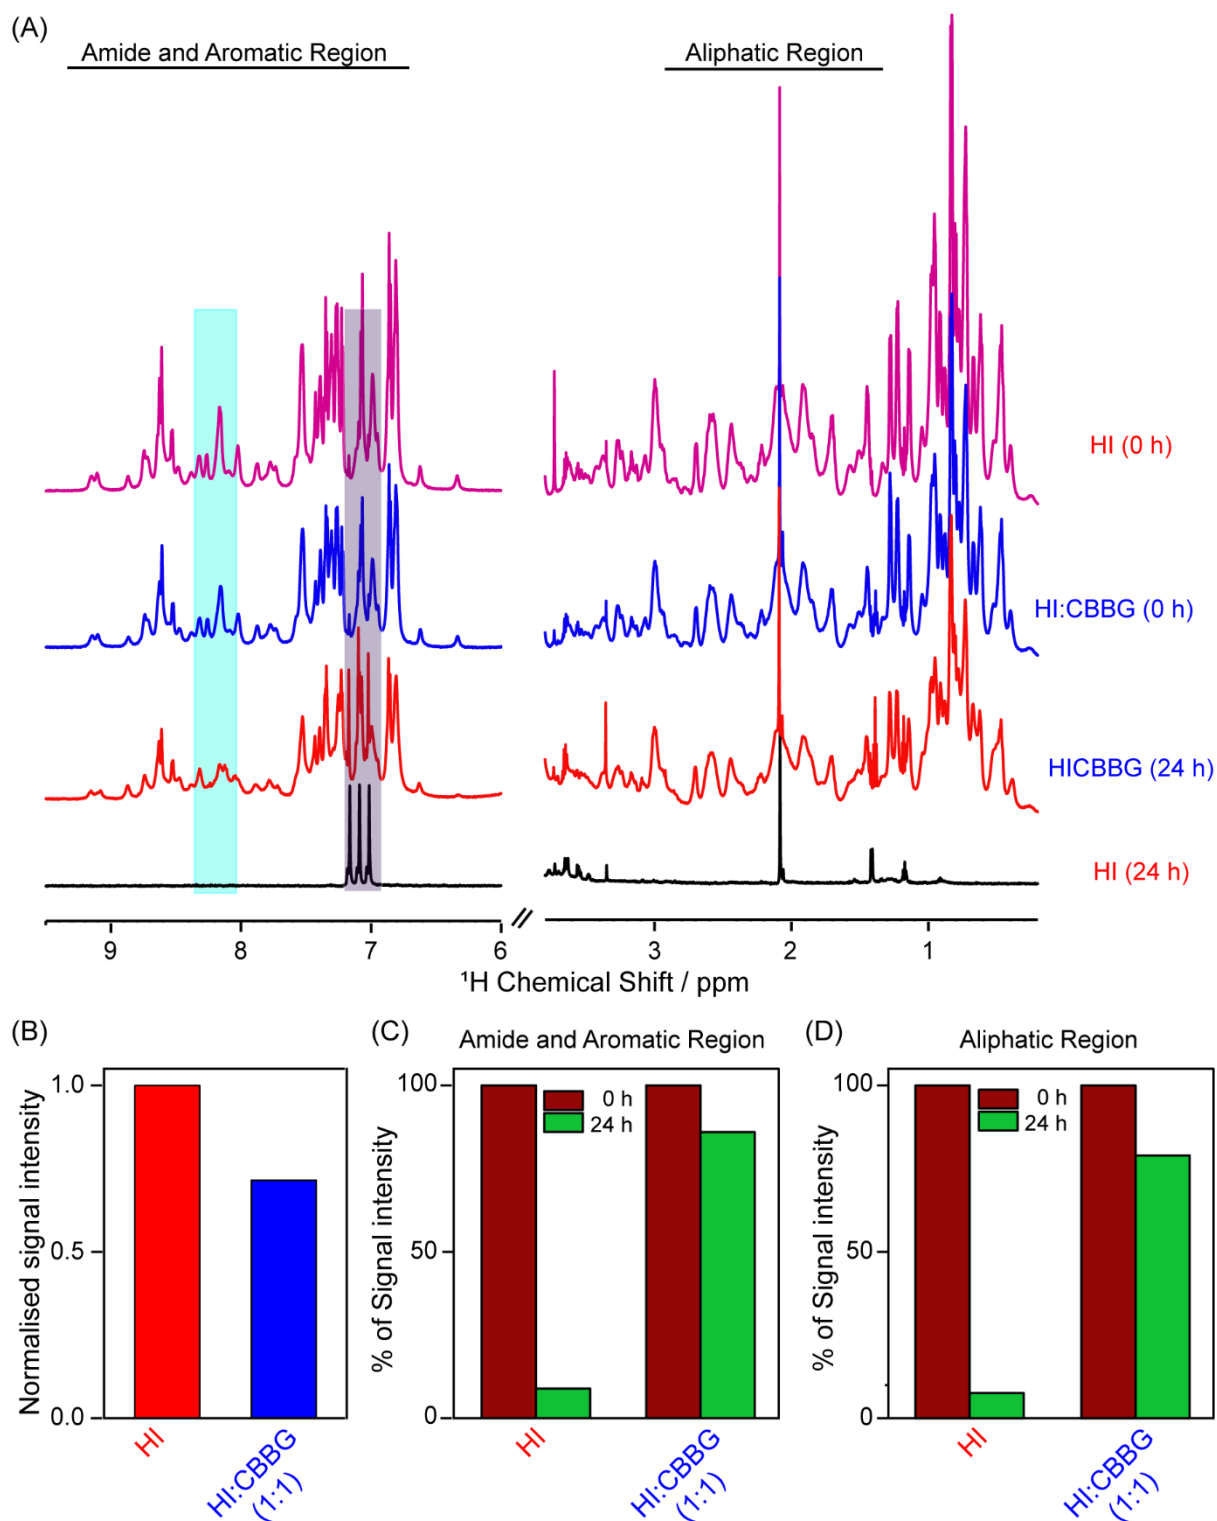 (A)
Amide and Aromatic Region
Aliphatic Region
HI (0 h)
HI:CBBG (0 h)
HICBBG (24 h)
HI (24 h)
9 8 7 6 // 3 2 1
¹H Chemical Shift / ppm
(B)
Normalised signal intensity
1.0
0.5
0.0
HI
HI:CBBG
(1:1)
(C)
Amide and Aromatic Region
% of Signal intensity
100
50
0
0 h
24 h
HI
HI:CBBG
(1:1)
(D)
Aliphatic Region
% of Signal intensity
100
50
0
0 h
24 h
HI
HI:CBBG
(1:1)